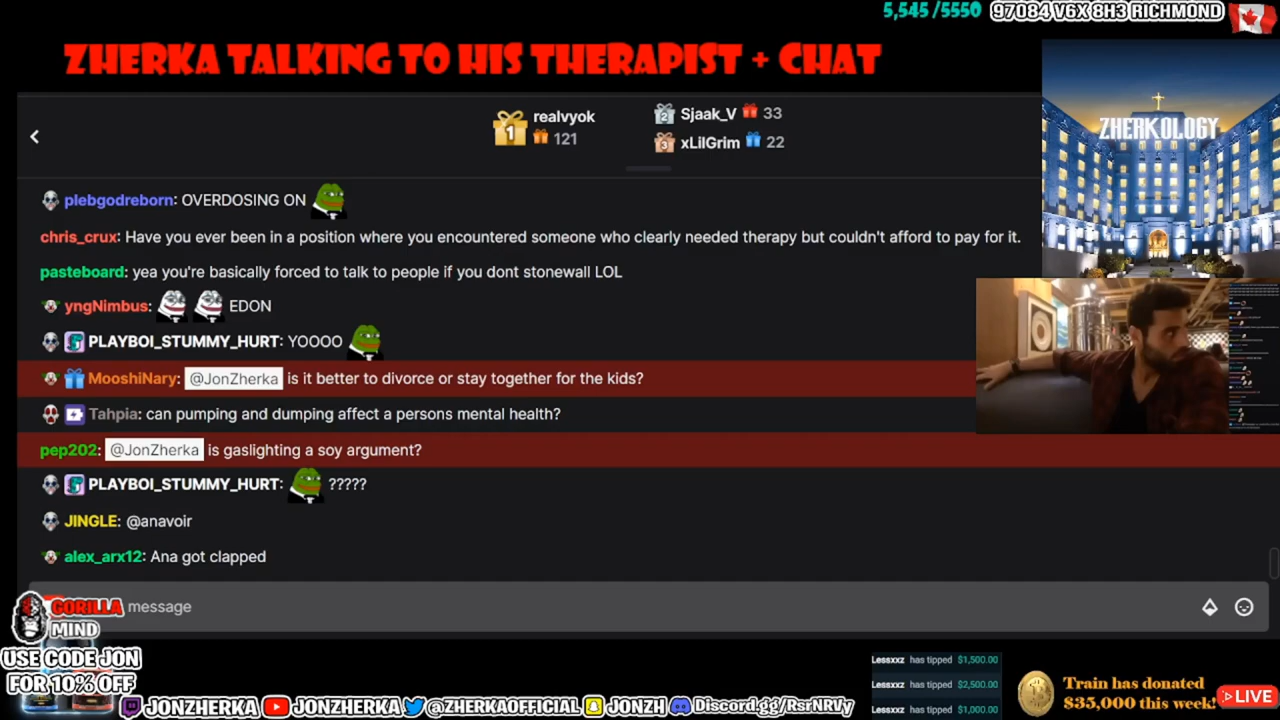 5,545 /5550
97084 V6X 8H3 RICHMOND
ZHERKA TALKING TO HIS THERAPIST + CHAT
ZHERKOLOGY
1 realvyok
121
2 Sjaak_V 33
3 xLilGrim 22
plebgodreborn: OVERDOSING ON
chris_crux: Have you ever been in a position where you encountered someone who clearly needed therapy but couldn't afford to pay for it.
pasteboard: yea you're basically forced to talk to people if you dont stonewall LOL
yngNimbus: EDON
PLAYBOI_STUMMY_HURT: YOOOO
MooshiNary: @JonZherka is it better to divorce or stay together for the kids?
Tahpia: can pumping and dumping affect a persons mental health?
pep202: @JonZherka is gaslighting a soy argument?
PLAYBOI_STUMMY_HURT: ?????
JINGLE: @anavoir
alex_arx12: Ana got clapped
message
GORILLA
MIND
USE CODE JON
FOR 10% OFF
Lessxxz has tipped $1,500.00
Lessxxz has tipped $2,500.00
Lessxxz has tipped $1,000.00
Train has donated
$35,000 this week!
LIVE
JONZHERKA JONZHERKA @ZHERKAOFFICIAL JONZH Discord.gg/RsrNRVy